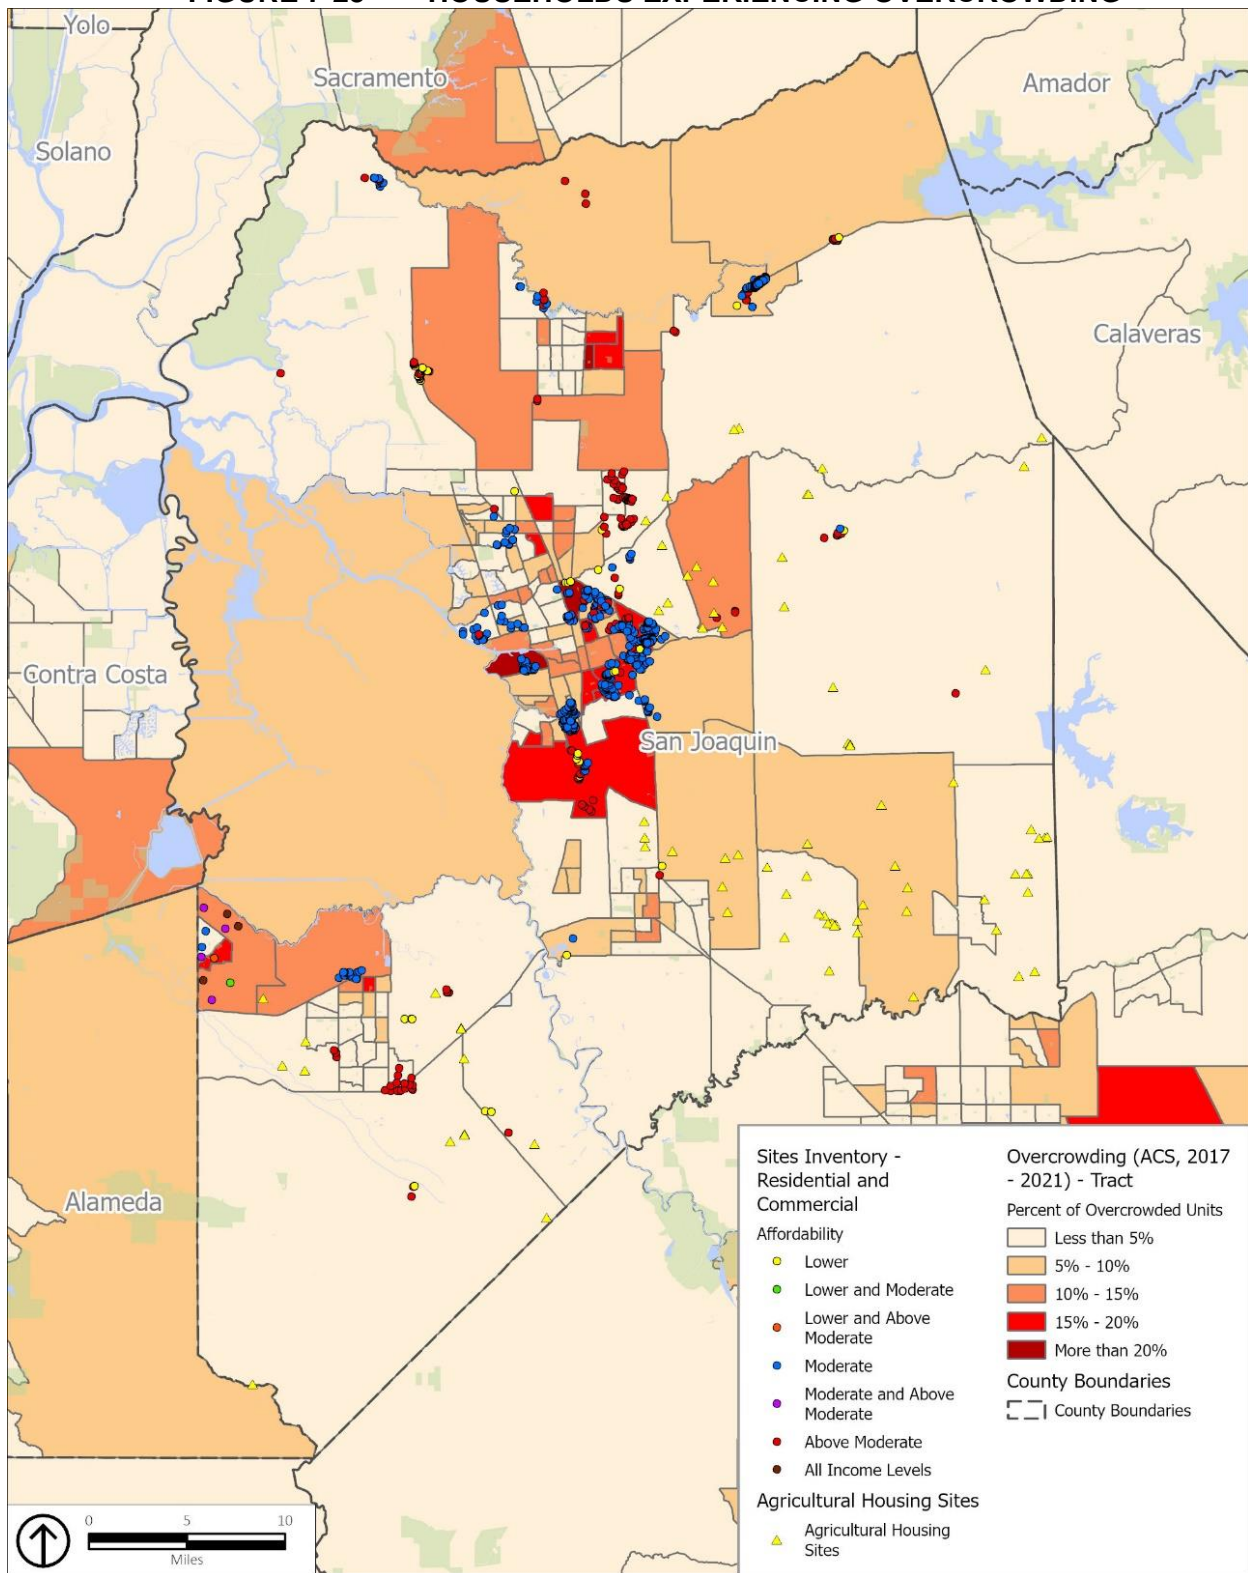 HOUSEHOLDS EXPERIENCING OVERCROWDING
Yolo
Sacramento
Amador
Solano
Calaveras
Contra Costa
San Joaquin
Alameda
Sites Inventory -
Residential and
Commercial
Affordability
Lower
Lower and Moderate
Lower and Above
Moderate
Moderate
Moderate and Above
Moderate
Above Moderate
All Income Levels
Agricultural Housing Sites
Agricultural Housing
Sites
Overcrowding (ACS, 2017
- 2021) - Tract
Percent of Overcrowded Units
Less than 5%
5% - 10%
10% - 15%
15% - 20%
More than 20%
County Boundaries
County Boundaries
0 5 10
Miles